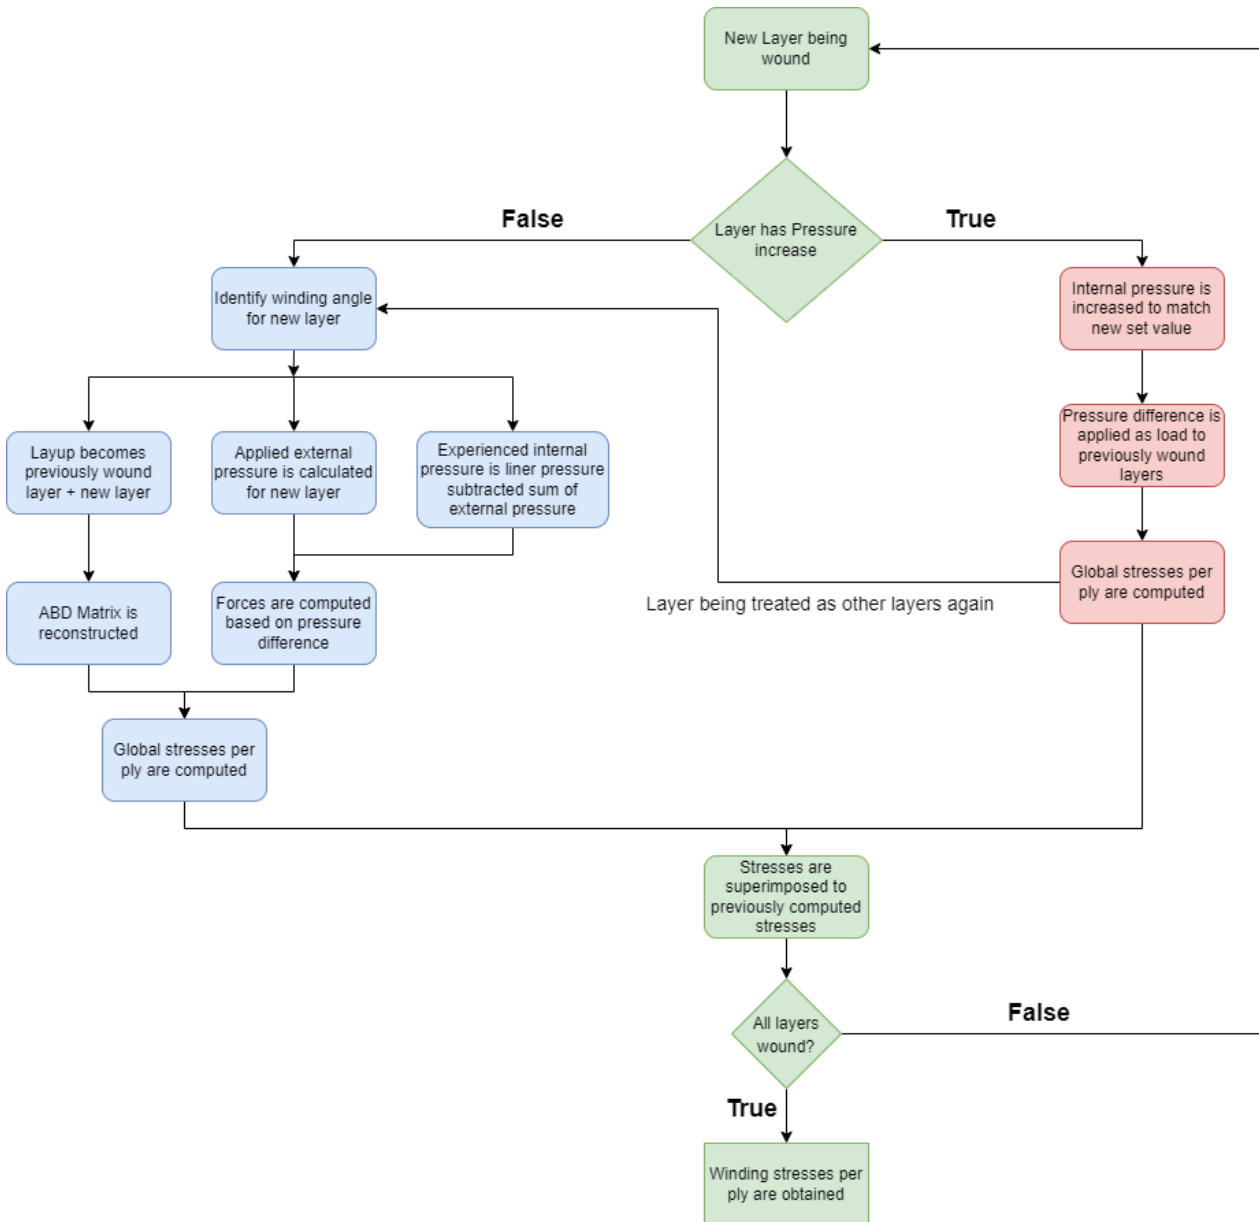 New Layer being
wound
Layer has Pressure
increase
False
True
Identify winding angle
for new layer
Internal pressure is
increased to match
new set value
Layup becomes
previously wound
layer + new layer
Applied external
pressure is calculated
for new layer
Experienced internal
pressure is liner pressure
subtracted sum of
external pressure
Pressure difference is
applied as load to
previously wound
layers
ABD Matrix is
reconstructed
Forces are computed
based on pressure
difference
Layer being treated as other layers again
Global stresses per
ply are computed
Global stresses per
ply are computed
Stresses are
superimposed to
previously computed
stresses
All layers
wound?
False
True
Winding stresses per
ply are obtained